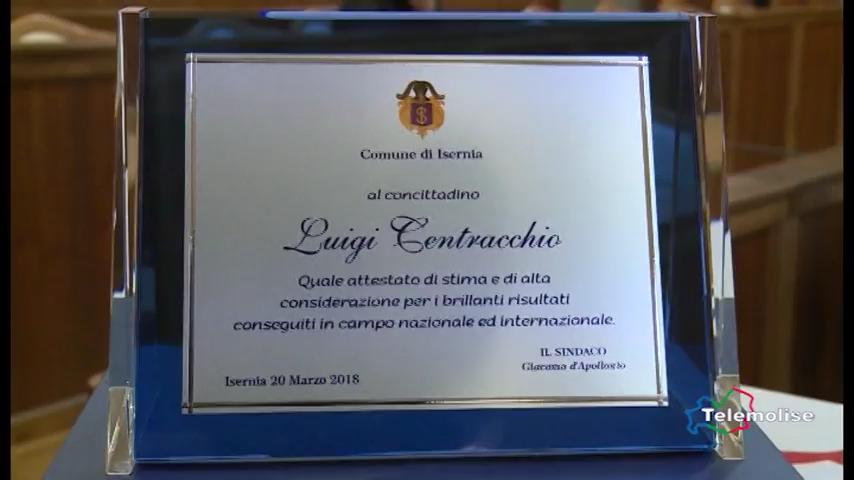 Comune di Isernia
al concittadino
Luigi Centracchio
Quale attestato di stima e di alta
considerazione per i brillanti risultati
conseguiti in campo nazionale ed internazionale.
IL SINDACO
Giacomo d'Apollonio
Isernia 20 Marzo 2018
Telemolise